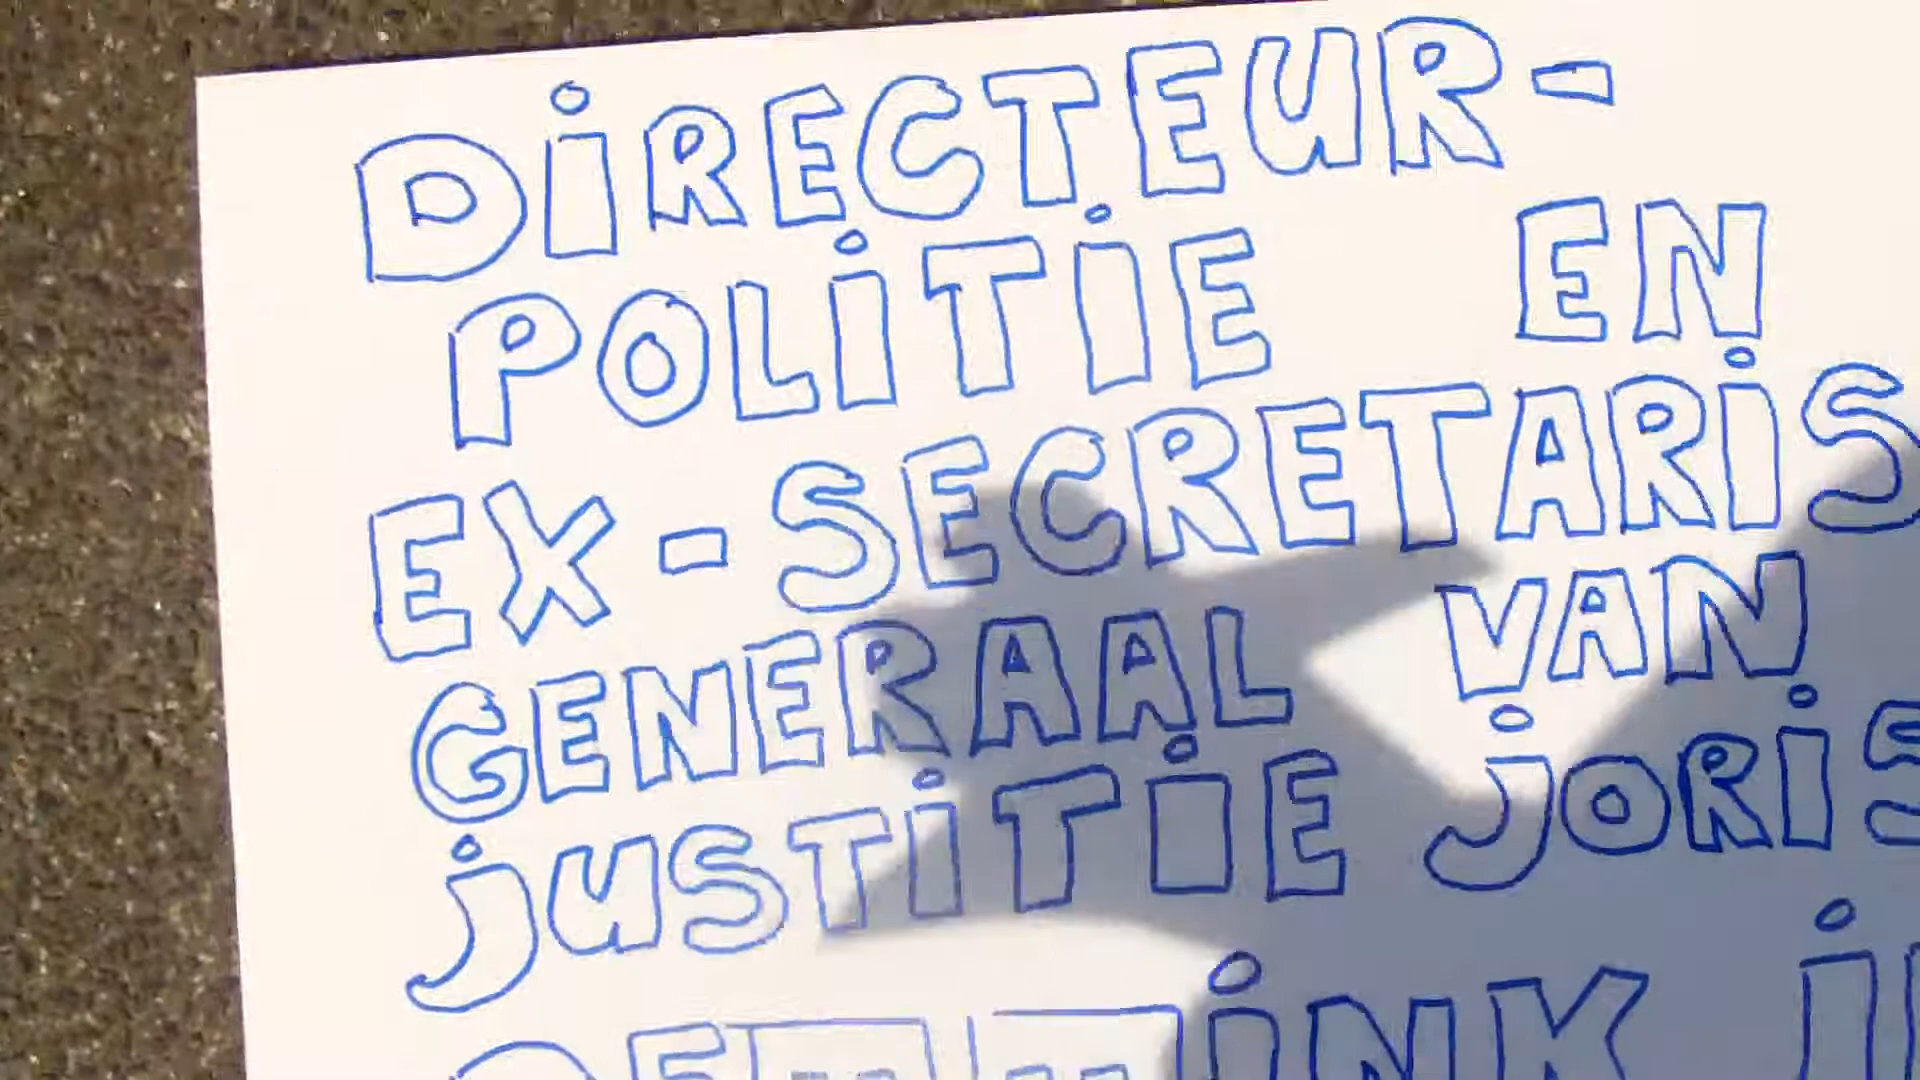 DIRECTEUR-
POLITIE EN
EX-SECRETARIS
GENERAAL VAN
JUSTITIE JORIS